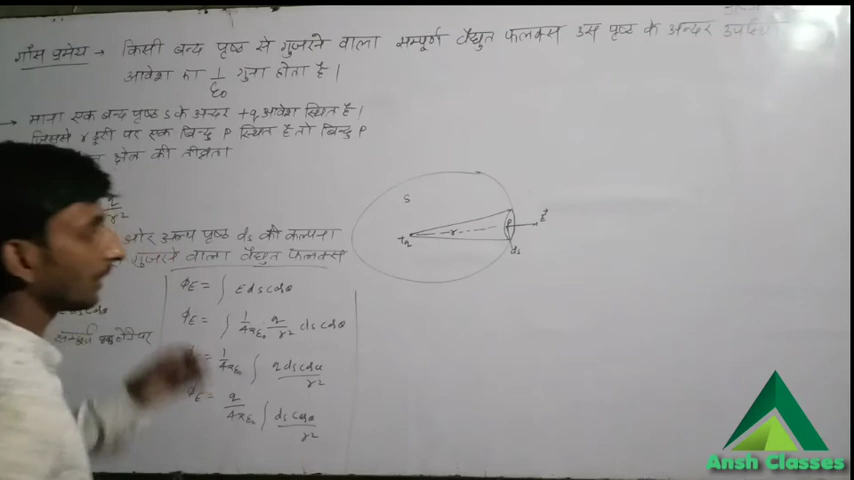 गौस प्रमेय → किसी बन्द पृष्ठ से गुजरने वाला सम्पूर्ण वैद्युत फलक्स उस पृष्ठ के अन्दर उपस्थित
आवेश का 1/ε₀ गुना होता है।
→ माना एक बन्द पृष्ठ S के अन्दर +q आवेश स्थित है।
जिससे r दूरी पर एक बिन्दु P स्थित है तो बिन्दु P
क्षेत्र की तीव्रता
q/r²
S
+q
r
P
E⃗
ds
और अल्प पृष्ठ ds की कल्पना
गुजरने वाला वैद्युत फलक्स
ϕE = ∫ E ds cosθ
ϕE = ∫ 1/4πε₀ q/r² ds cosθ
= 1/4πε₀ ∫ q ds cosθ/r²
ϕE = q/4πε₀ ∫ ds cosθ/r²
Ansh Classes